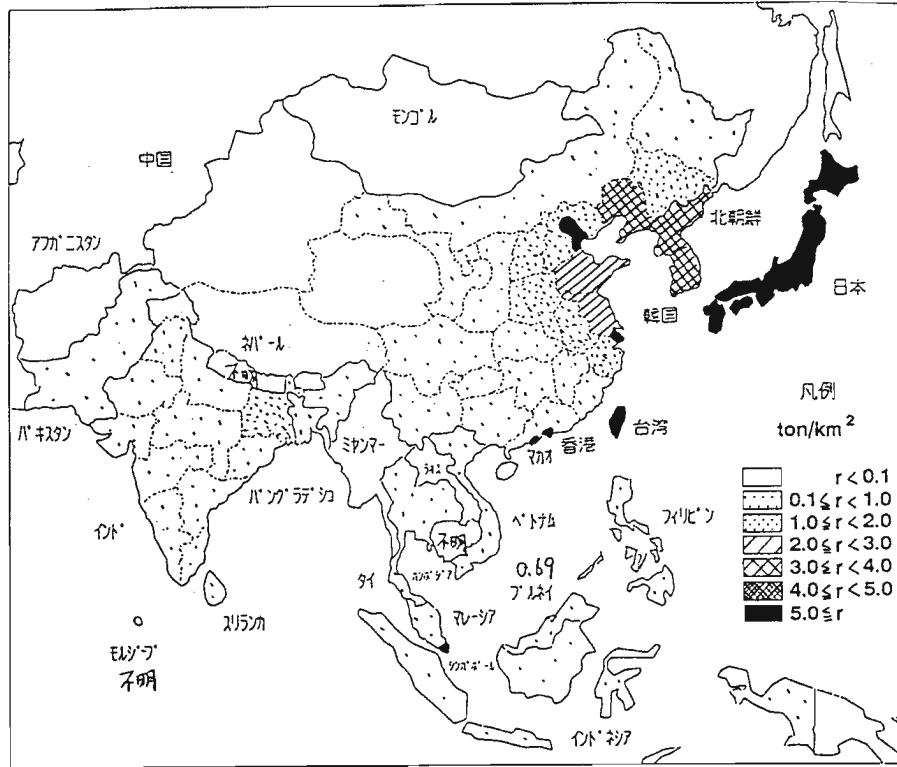 モンゴル
中国
北朝鮮
アフガニスタン
日本
韓国
ネパール
不明
凡例
ton/km²
パキスタン
ミャンマー
マカオ
香港
台湾
ラオス
r<0.1
0.1≦r<1.0
1.0≦r<2.0
2.0≦r<3.0
3.0≦r<4.0
4.0≦r<5.0
5.0≦r
バングラデシュ
ベトナム
フィリピン
インド
不明
0.69
ブルネイ
タイ
カンボジア
スリランカ
マレーシア
モルジーブ
不明
シンガポール
インドネシア